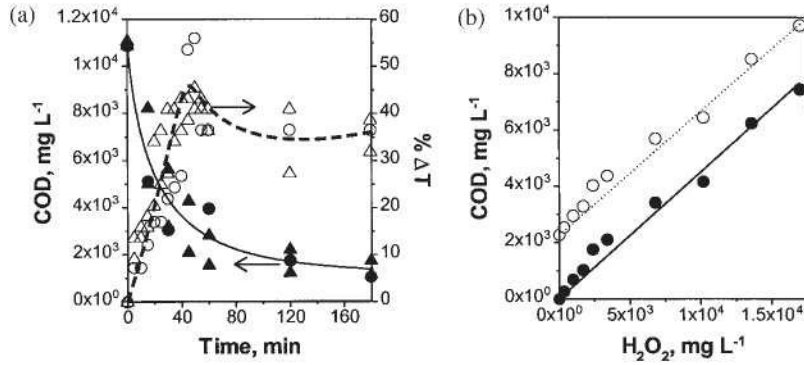 (a)
1.2x10⁴
1x10⁴
8x10³
6x10³
4x10³
2x10³
0x10⁰
COD, mg L⁻¹
0 40 80 120 160
Time, min
60
50
40
30
20
10
0
% ΔT
(b)
1x10⁴
8x10³
6x10³
4x10³
2x10³
0x10⁰
COD, mg L⁻¹
0x10⁰ 5x10³ 1x10⁴ 1.5x10⁴
H₂O₂, mg L⁻¹